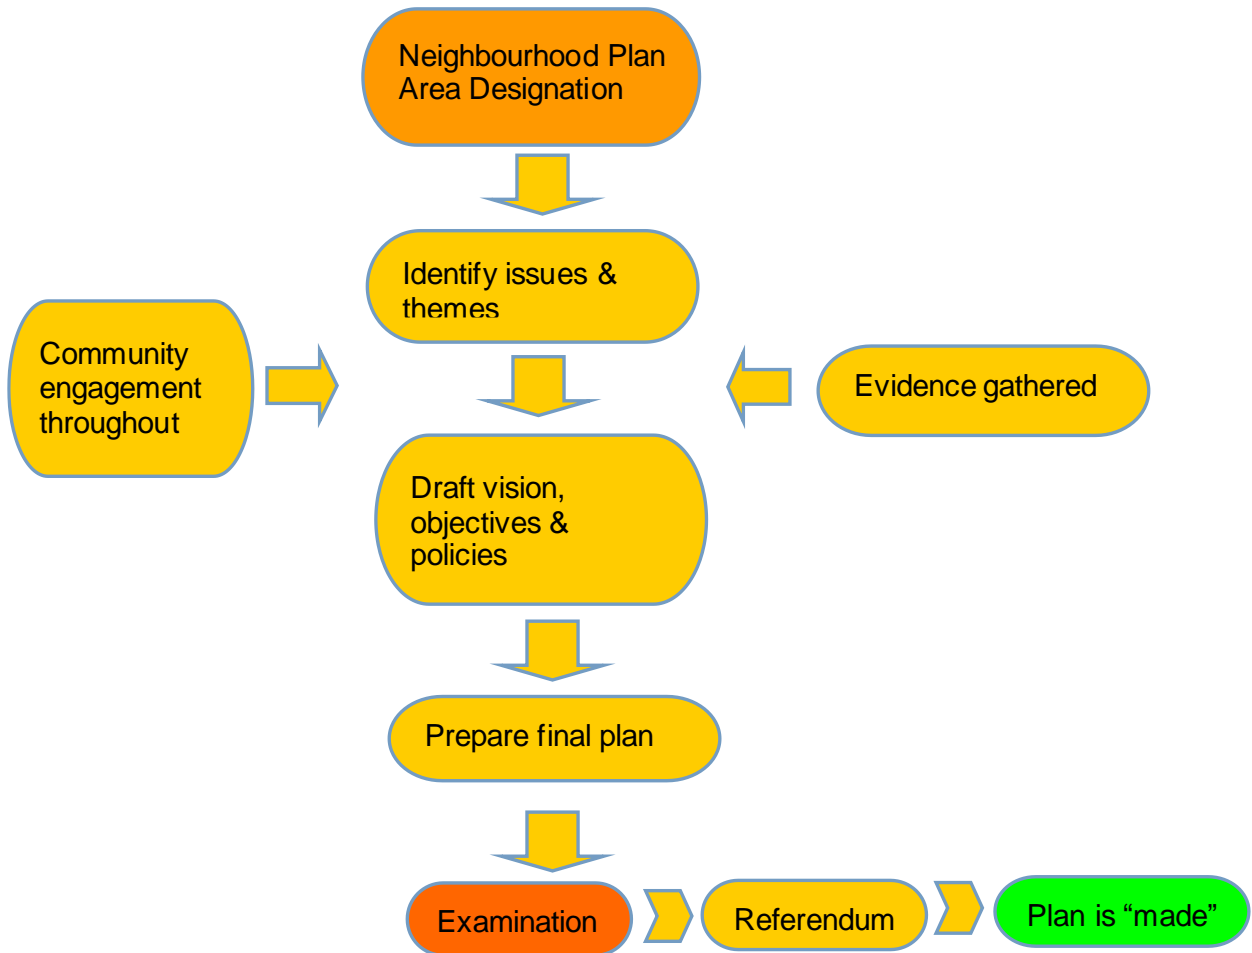 Neighbourhood Plan
Area Designation
Identify issues &
themes
Community
engagement
throughout
Evidence gathered
Draft vision,
objectives &
policies
Prepare final plan
Examination
Referendum
Plan is “made”